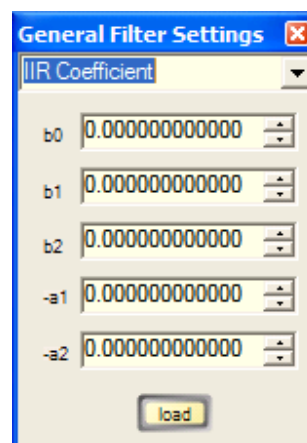 General Filter Settings
IIR Coefficient
b0 0.000000000000
b1 0.000000000000
b2 0.000000000000
-a1 0.000000000000
-a2 0.000000000000
load